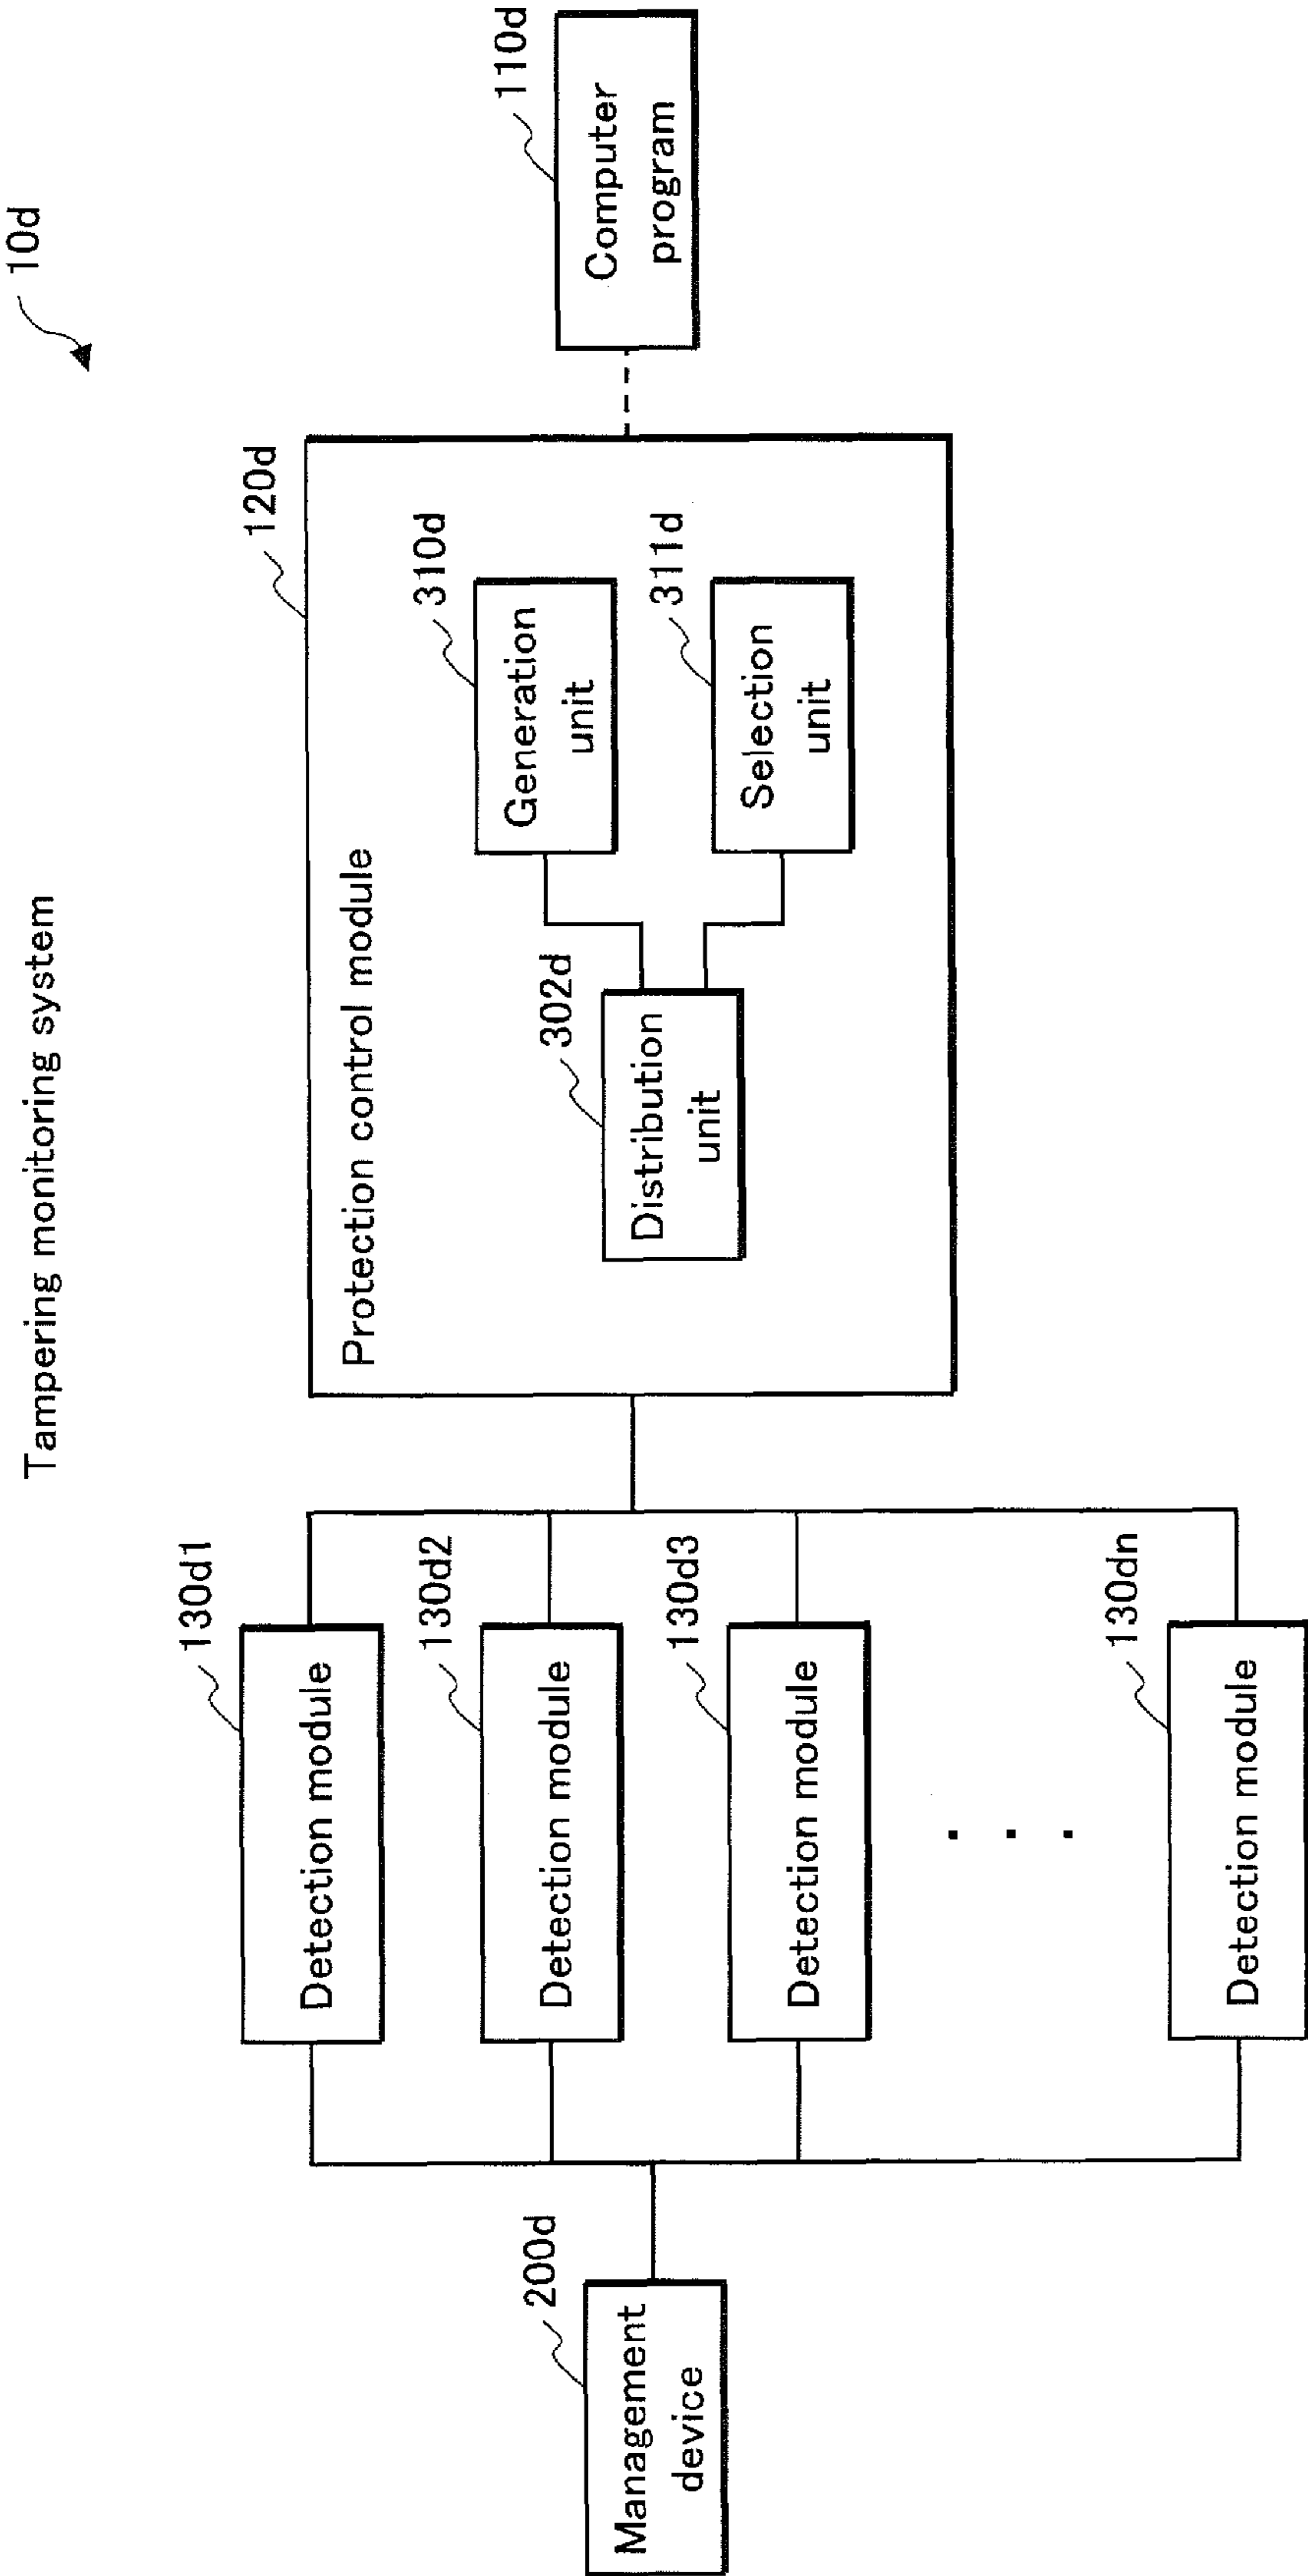 Tampering monitoring system
10d
200d
Management
device
130d1
Detection module
130d2
Detection module
130d3
Detection module
. . .
130dn
Detection module
120d
Protection control module
302d
Distribution
unit
310d
Generation
unit
311d
Selection
unit
110d
Computer
program